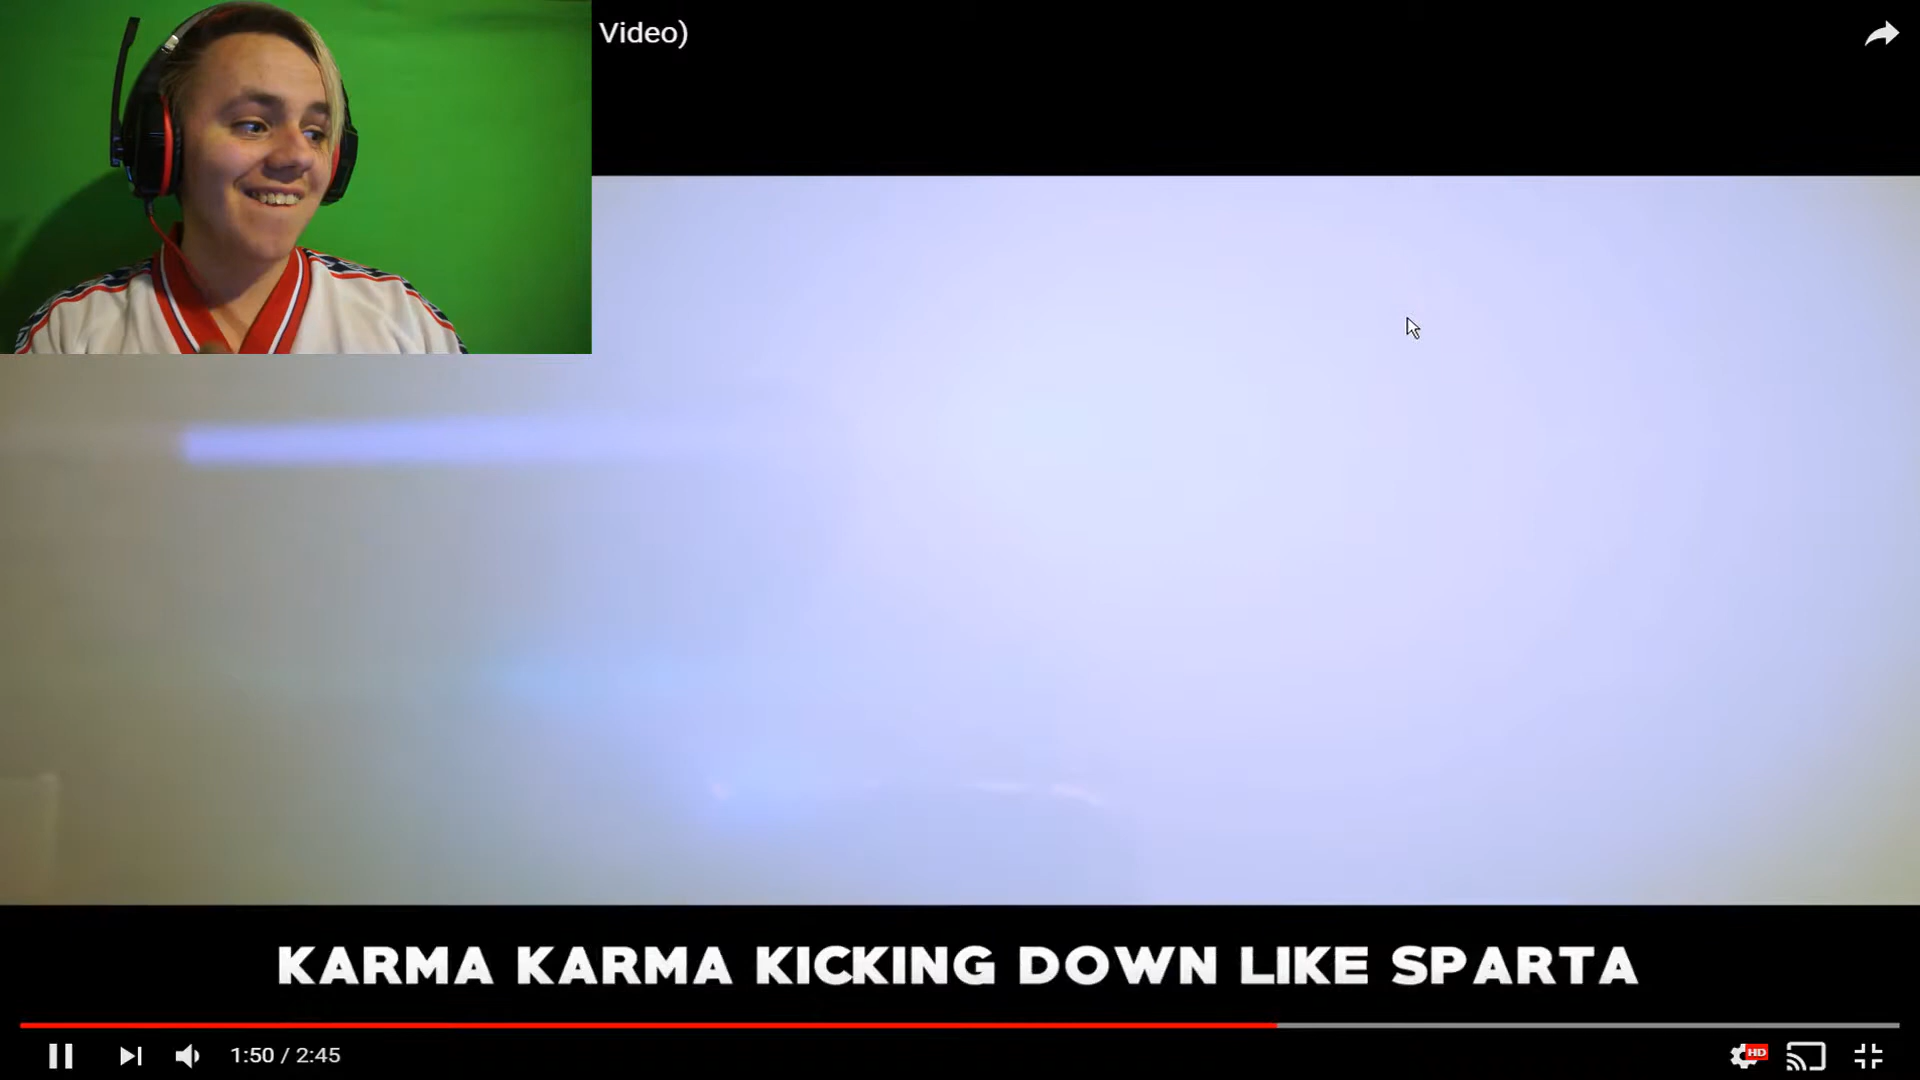 Video)
KARMA KARMA KICKING DOWN LIKE SPARTA
1:50 / 2:45
HD